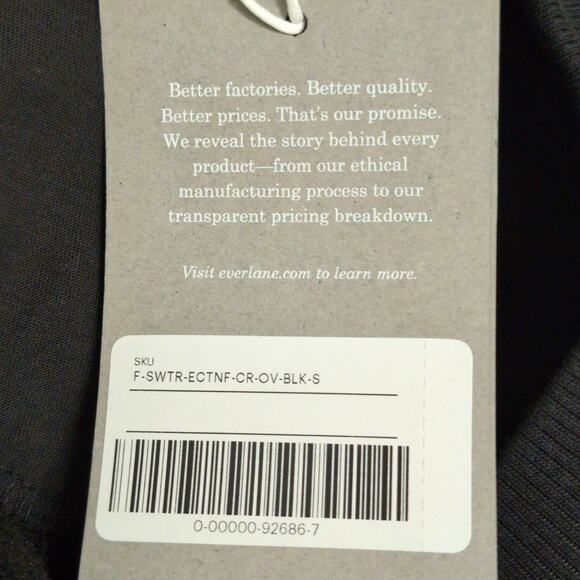 Better factories. Better quality.
Better prices. That's our promise.
We reveal the story behind every
product—from our ethical
manufacturing process to our
transparent pricing breakdown.
Visit everlane.com to learn more.
SKU
F-SWTR-ECTNF-CR-OV-BLK-S
0-00000-92686-7